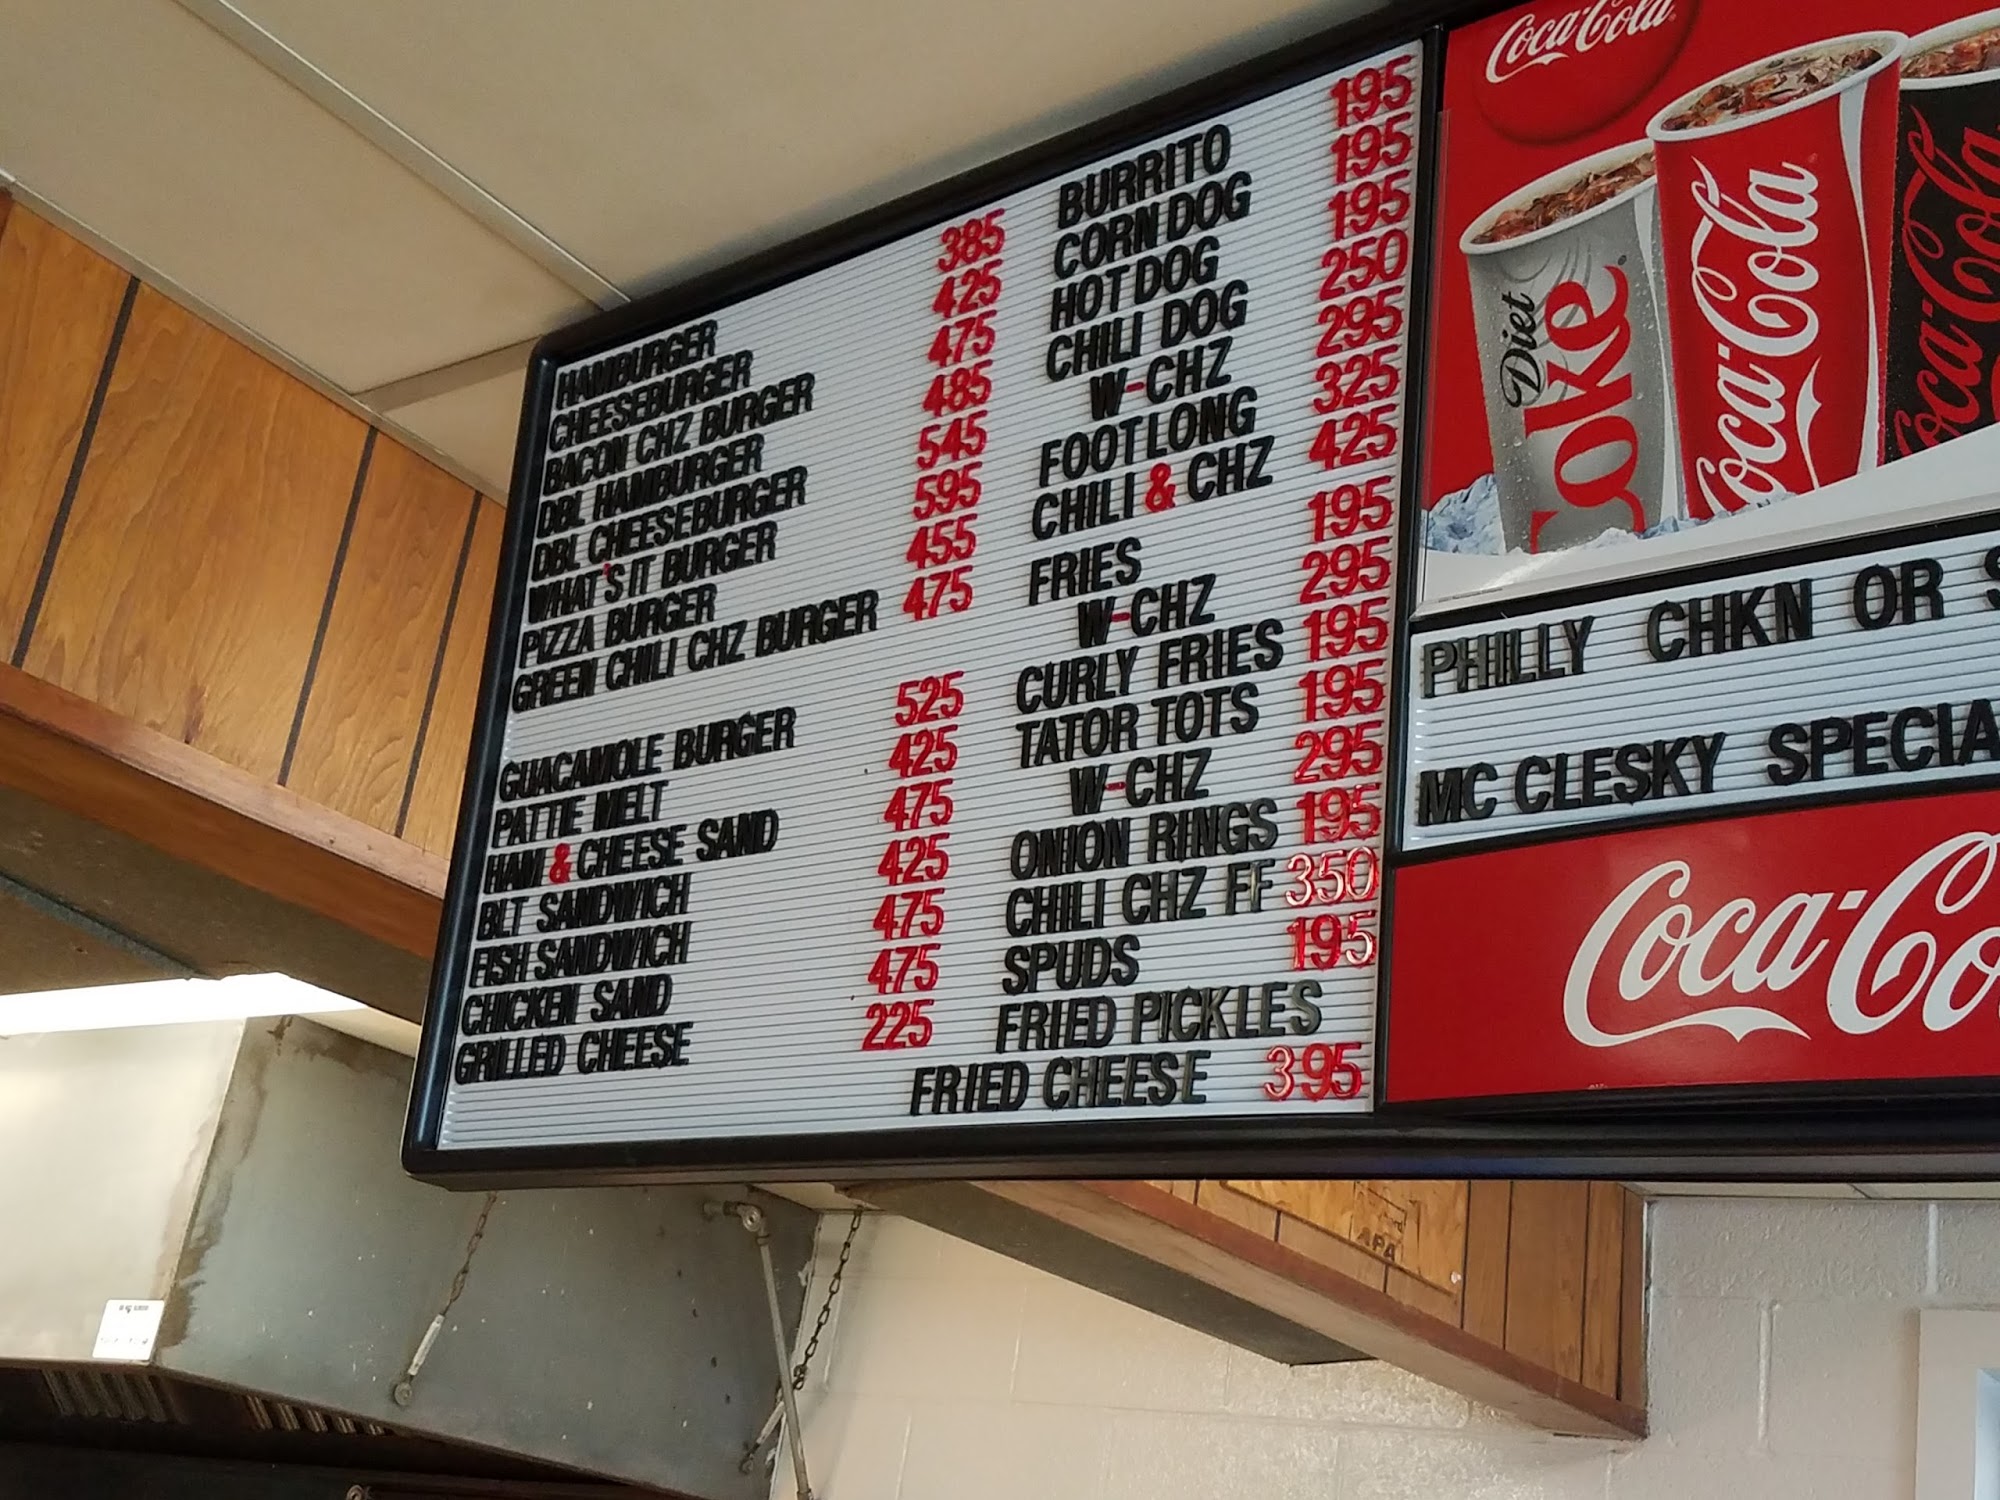 HAMBURGER 385
CHEESEBURGER 425
BACON CHZ BURGER 475
DBL HAMBURGER 485
DBL CHEESEBURGER 545
WHAT'S IT BURGER 595
PIZZA BURGER 455
GREEN CHILI CHZ BURGER 475
GUACAMOLE BURGER 525
PATTIE MELT 425
HAM & CHEESE SAND 475
BLT SANDWICH 425
FISH SANDWICH 475
CHICKEN SAND 475
GRILLED CHEESE 225
BURRITO 195
CORN DOG 195
HOT DOG 195
CHILI DOG 250
W-CHZ 295
FOOTLONG 325
CHILI & CHZ 425
FRIES 195
W-CHZ 295
CURLY FRIES 195
TATOR TOTS 195
W-CHZ 295
ONION RINGS 195
CHILI CHZ FF 350
SPUDS 195
FRIED PICKLES
FRIED CHEESE 395
Coca-Cola
Diet Coke
Coca-Cola
Coca-Cola
PHILLY CHKN OR S
MC CLESKY SPECIA
Coca-Co
APA